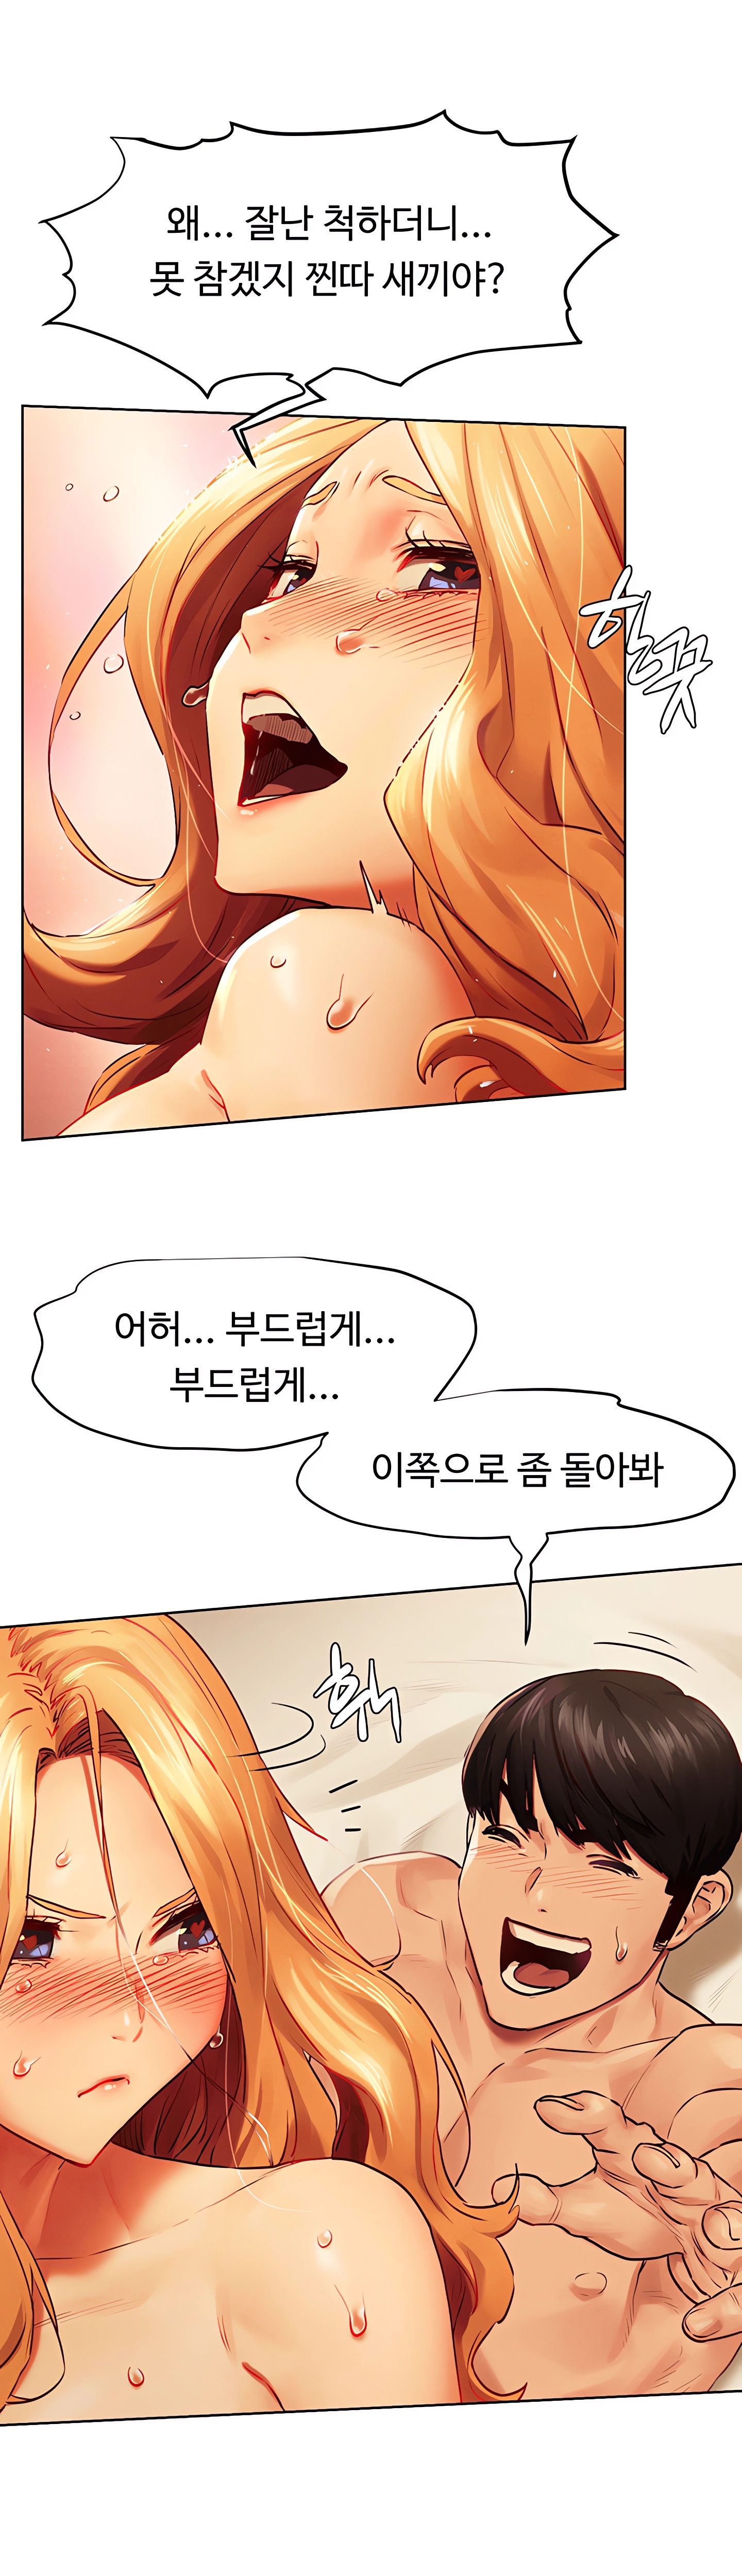 왜... 잘난 척하더니...
못 참겠지 찐따 새끼야?
힐끗
어허... 부드럽게...
부드럽게...
이쪽으로 좀 돌아봐
휙